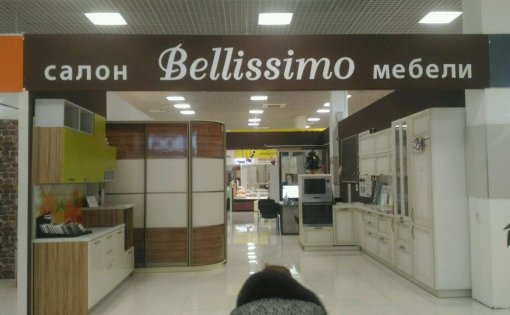 салон Bellissimo мебели